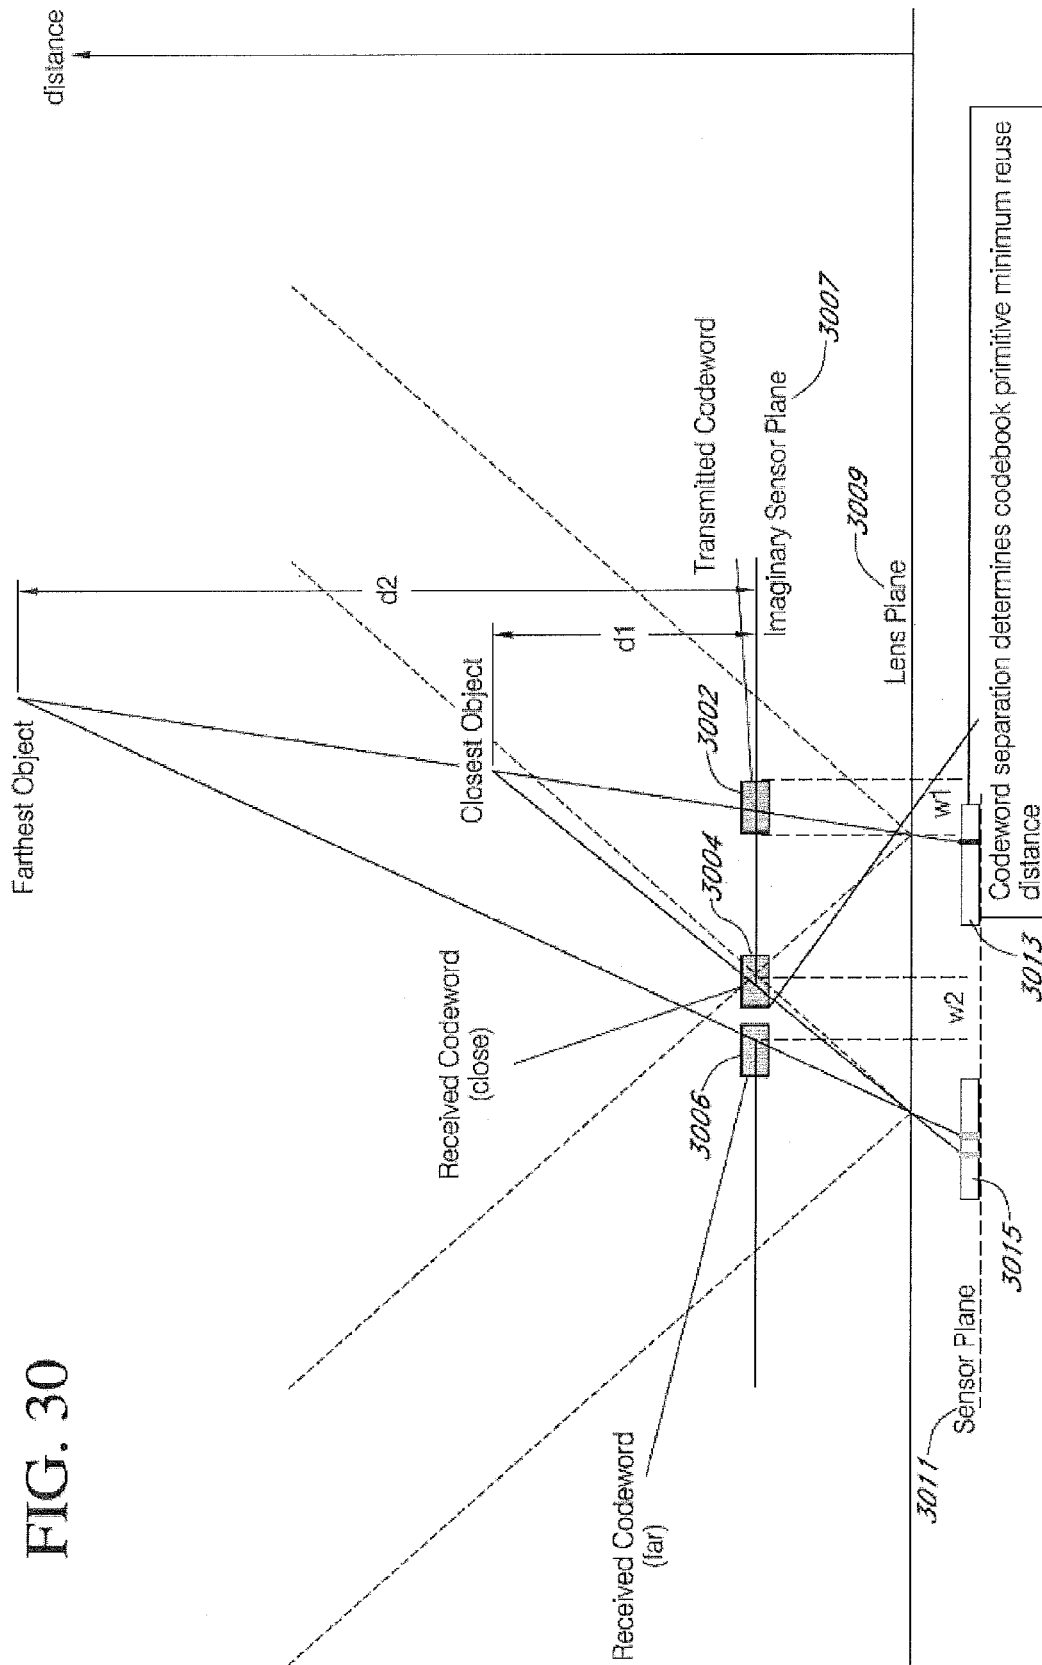 FIG. 30
distance
Farthest Object
d2
Closest Object
d1
Transmitted Codeword
Imaginary Sensor Plane
3007
3002
3004
Received Codeword
(close)
3006
Received Codeword
(far)
3009
Lens Plane
w1
w2
3013
3015
Sensor Plane
3011
Codeword separation determines codebook primitive minimum reuse
distance